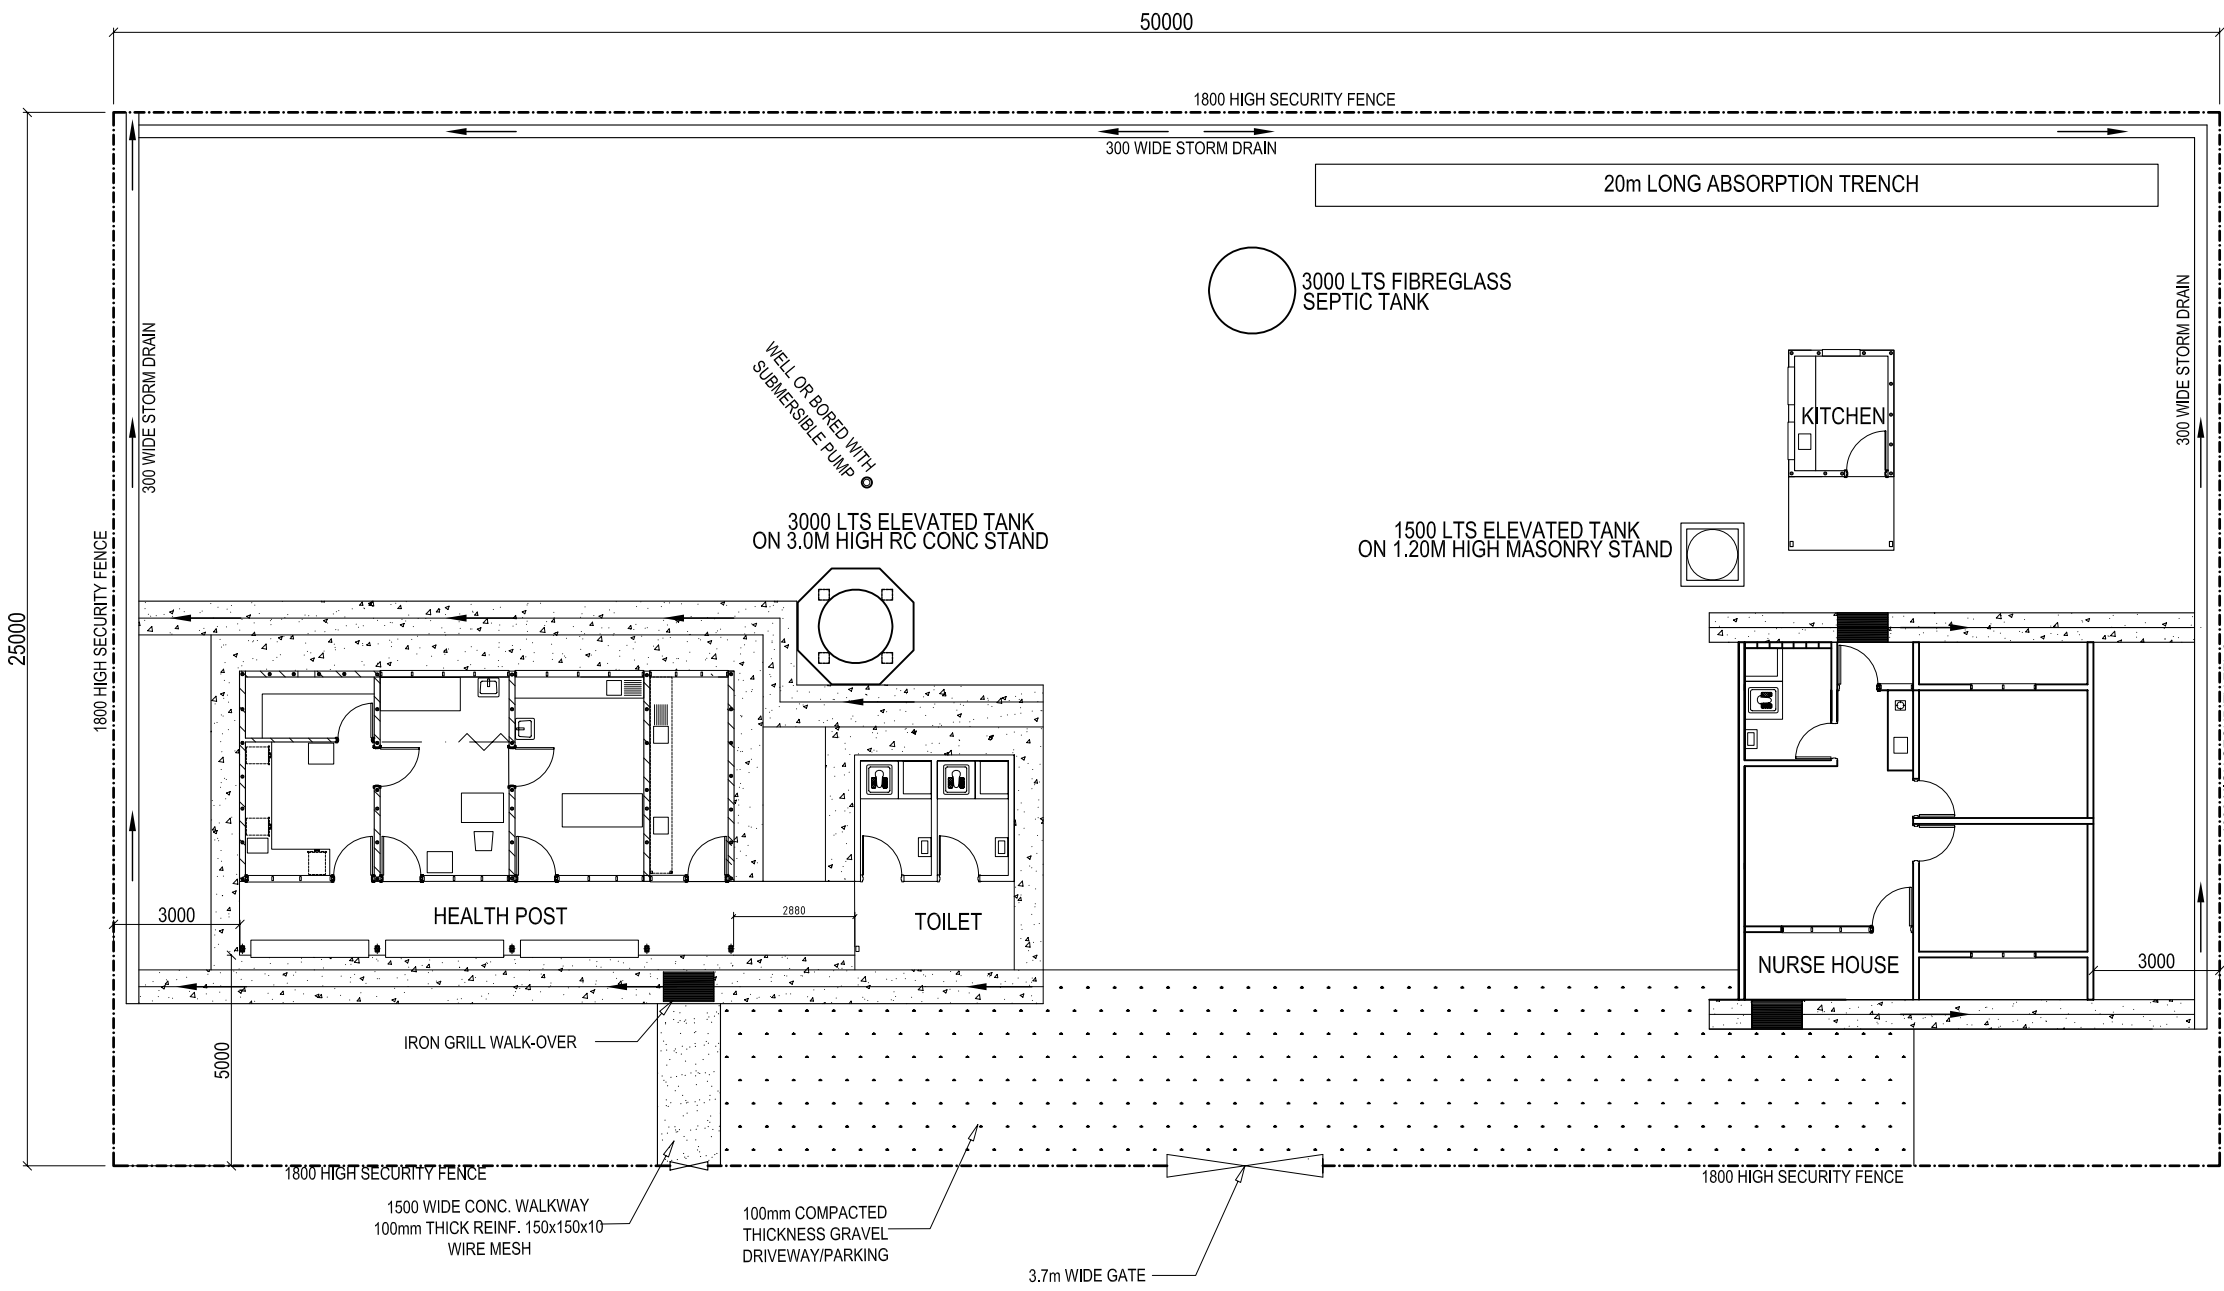 50000
1800 HIGH SECURITY FENCE
300 WIDE STORM DRAIN
20m LONG ABSORPTION TRENCH
3000 LTS FIBREGLASS
SEPTIC TANK
300 WIDE STORM DRAIN
300 WIDE STORM DRAIN
WELL OR BORED WITH
SUBMERSIBLE PUMP
KITCHEN
3000 LTS ELEVATED TANK
ON 3.0M HIGH RC CONC STAND
1500 LTS ELEVATED TANK
ON 1.20M HIGH MASONRY STAND
1800 HIGH SECURITY FENCE
25000
3000
HEALTH POST
2880
TOILET
NURSE HOUSE
3000
IRON GRILL WALK-OVER
5000
1800 HIGH SECURITY FENCE
1800 HIGH SECURITY FENCE
1500 WIDE CONC. WALKWAY
100mm THICK REINF. 150x150x10
WIRE MESH
100mm COMPACTED
THICKNESS GRAVEL
DRIVEWAY/PARKING
3.7m WIDE GATE